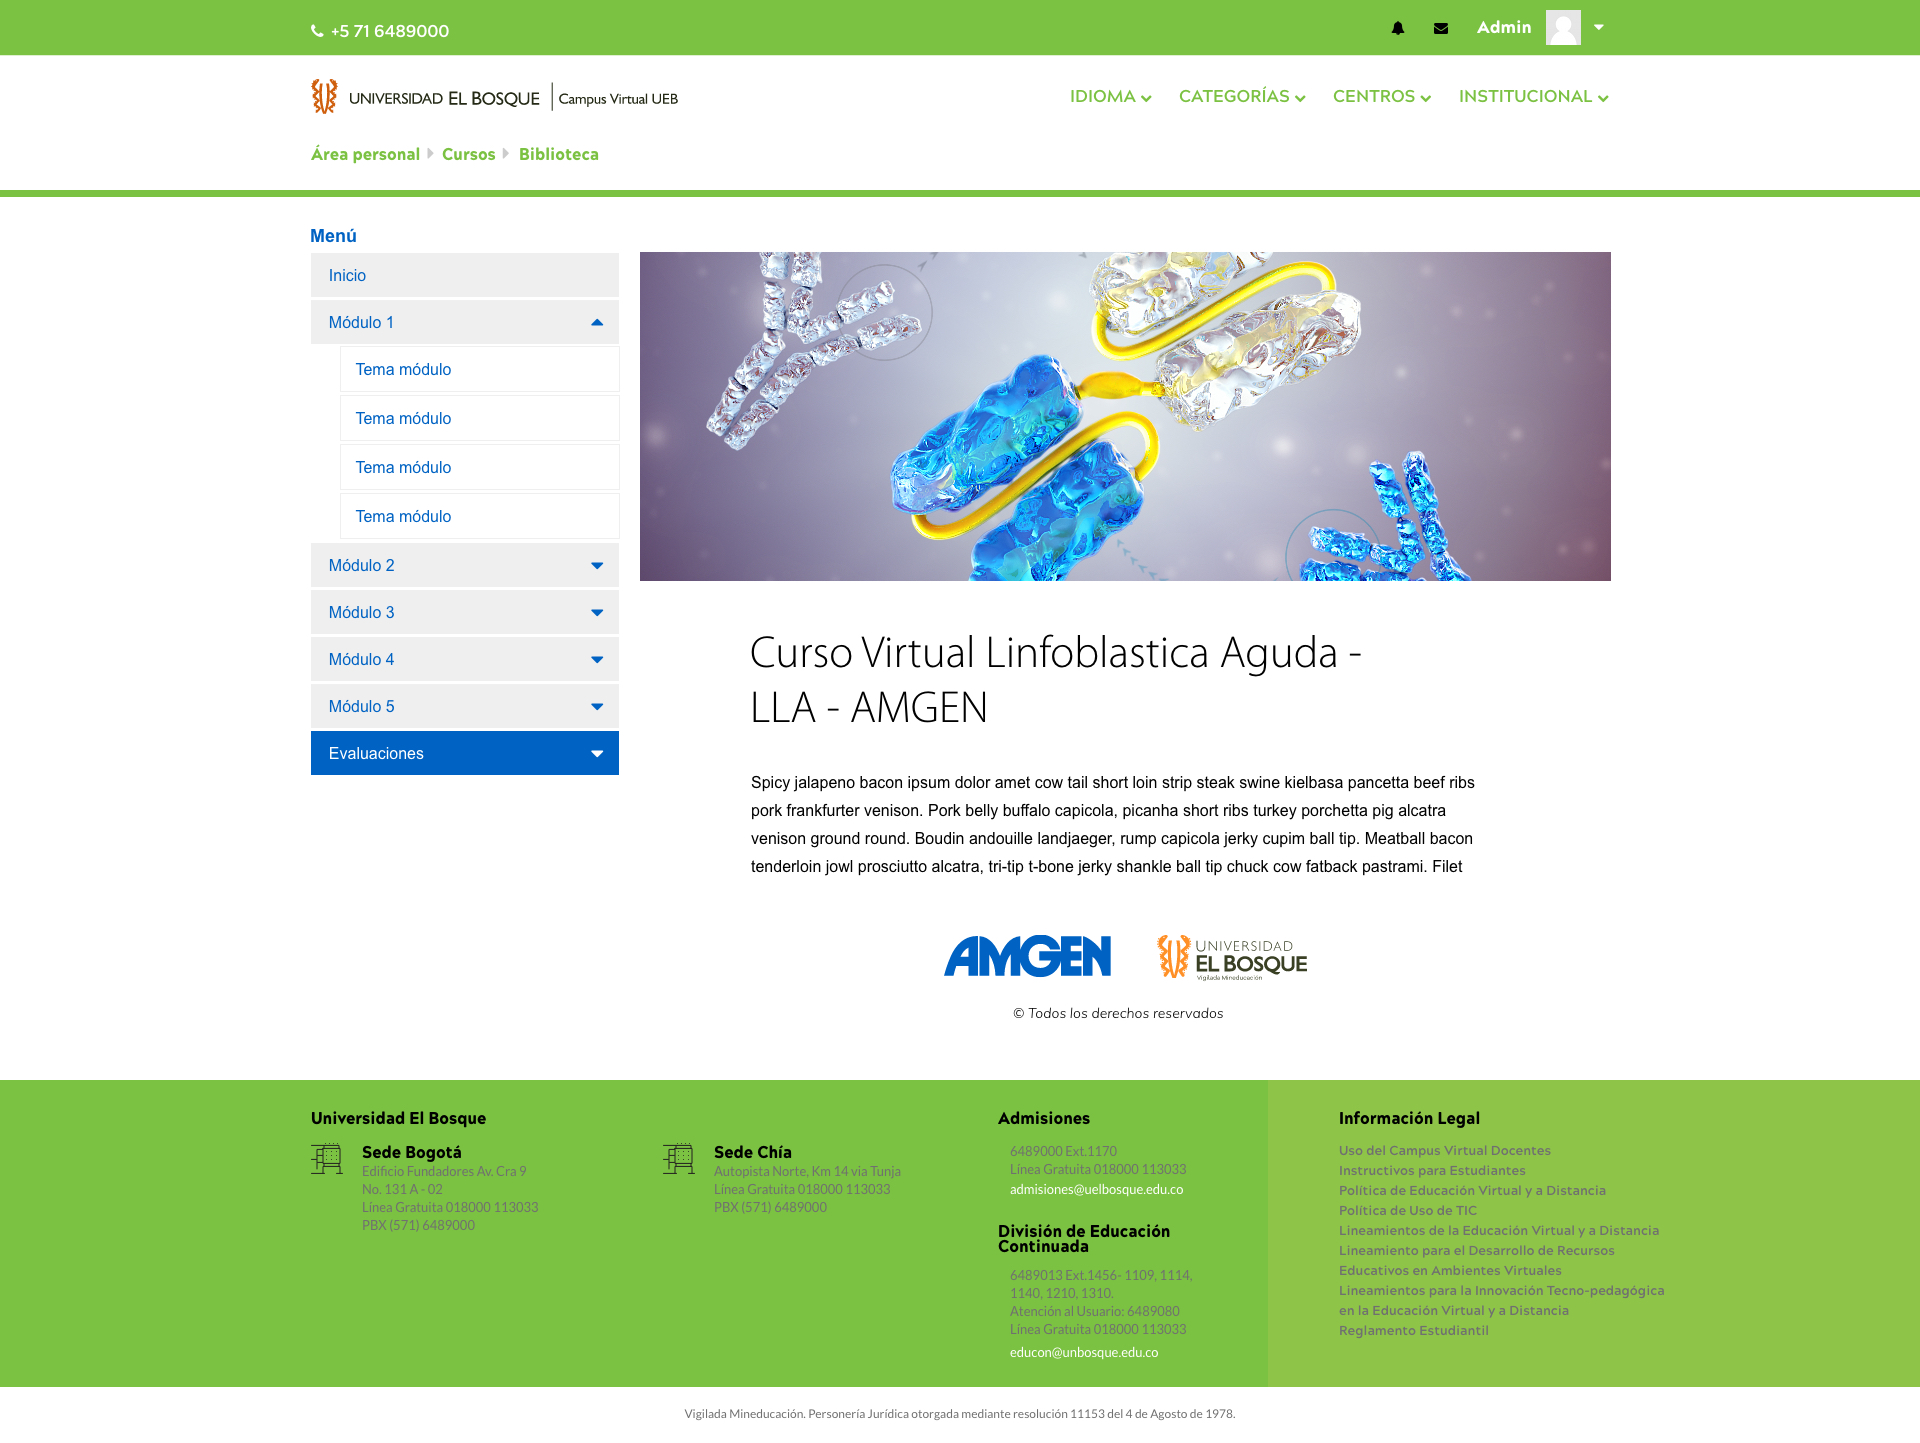 +5 71 6489000
Admin
UNIVERSIDAD EL BOSQUE | Campus Virtual UEB
IDIOMA
CATEGORÍAS
CENTROS
INSTITUCIONAL
Área personal
Cursos
Biblioteca
Menú
Inicio
Módulo 1
Tema módulo
Tema módulo
Tema módulo
Tema módulo
Módulo 2
Módulo 3
Módulo 4
Módulo 5
Evaluaciones
Curso Virtual Linfoblastica Aguda -
LLA - AMGEN
Spicy jalapeno bacon ipsum dolor amet cow tail short loin strip steak swine kielbasa pancetta beef ribs
pork frankfurter venison. Pork belly buffalo capicola, picanha short ribs turkey porchetta pig alcatra
venison ground round. Boudin andouille landjaeger, rump capicola jerky cupim ball tip. Meatball bacon
tenderloin jowl prosciutto alcatra, tri-tip t-bone jerky shankle ball tip chuck cow fatback pastrami. Filet
AMGEN
UNIVERSIDAD
EL BOSQUE
Vigilada Mineducación
© Todos los derechos reservados
Universidad El Bosque
Sede Bogotá
Edificio Fundadores Av. Cra 9
No. 131 A - 02
Línea Gratuita 018000 113033
PBX (571) 6489000
Sede Chía
Autopista Norte, Km 14 vía Tunja
Línea Gratuita 018000 113033
PBX (571) 6489000
Admisiones
6489000 Ext.1170
Línea Gratuita 018000 113033
admisiones@uelbosque.edu.co
División de Educación
Continuada
6489013 Ext.1456- 1109, 1114,
1140, 1210, 1310.
Atención al Usuario: 6489080
Línea Gratuita 018000 113033
educon@unbosque.edu.co
Información Legal
Uso del Campus Virtual Docentes
Instructivos para Estudiantes
Política de Educación Virtual y a Distancia
Política de Uso de TIC
Lineamientos de la Educación Virtual y a Distancia
Lineamiento para el Desarrollo de Recursos
Educativos en Ambientes Virtuales
Lineamientos para la Innovación Tecno-pedagógica
en la Educación Virtual y a Distancia
Reglamento Estudiantil
Vigilada Mineducación. Personería Jurídica otorgada mediante resolución 11153 del 4 de Agosto de 1978.